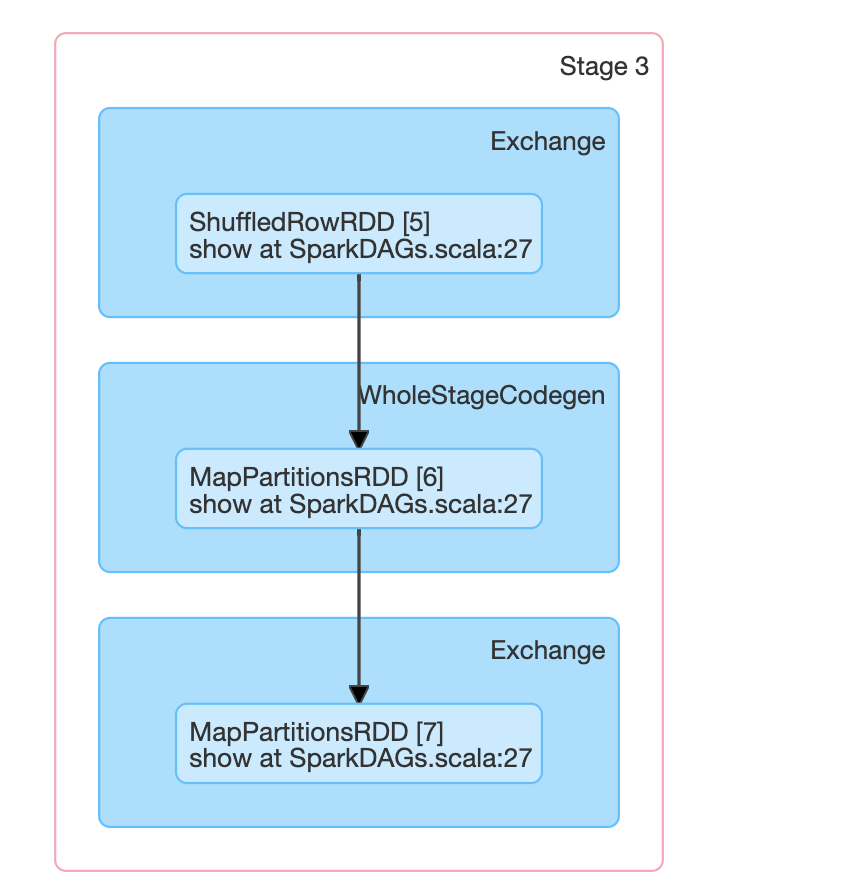 Stage 3
Exchange
ShuffledRowRDD [5]
show at SparkDAGs.scala:27
WholeStageCodegen
MapPartitionsRDD [6]
show at SparkDAGs.scala:27
Exchange
MapPartitionsRDD [7]
show at SparkDAGs.scala:27